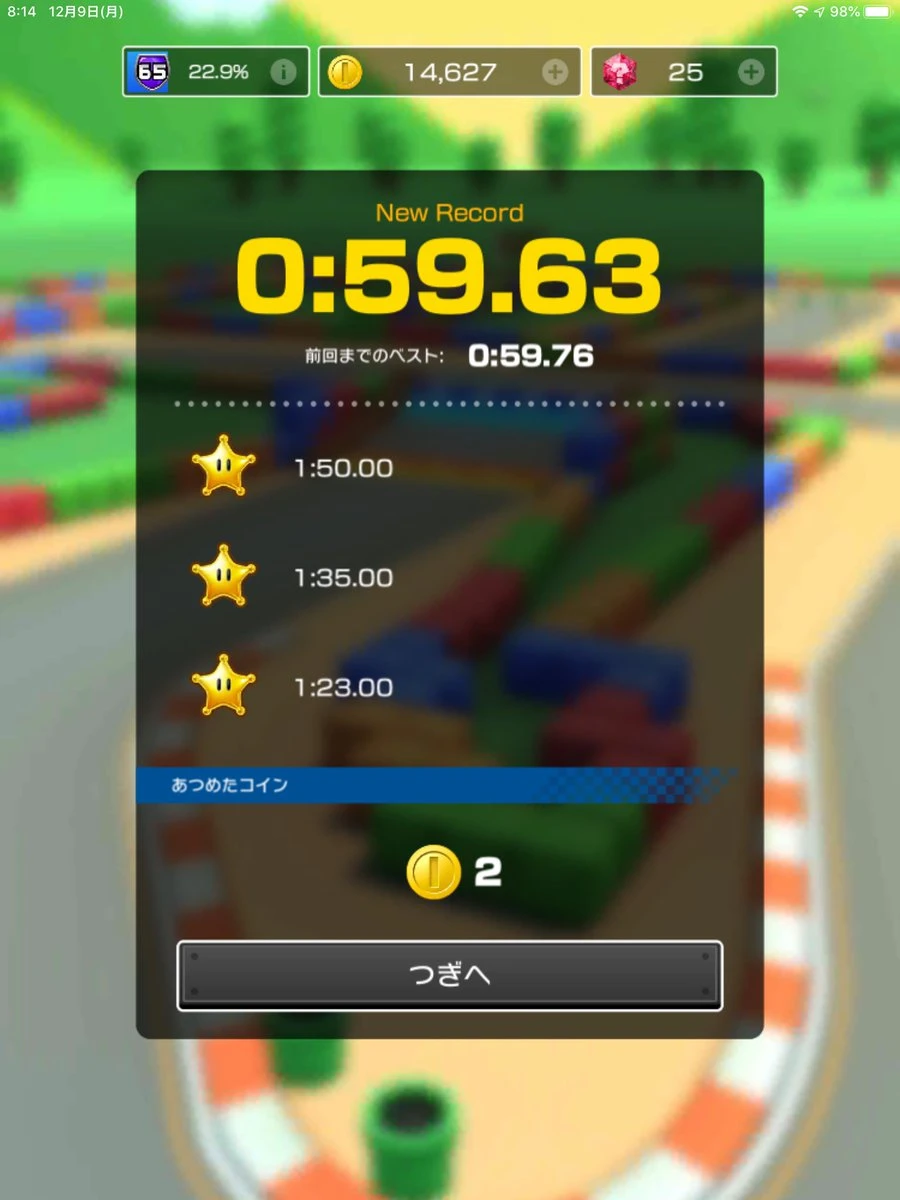 8:14 12月9日(月) 98%
65 22.9% 14,627 25
New Record
0:59.63
前回までのベスト: 0:59.76
1:50.00
1:35.00
1:23.00
あつめたコイン
2
つぎへ